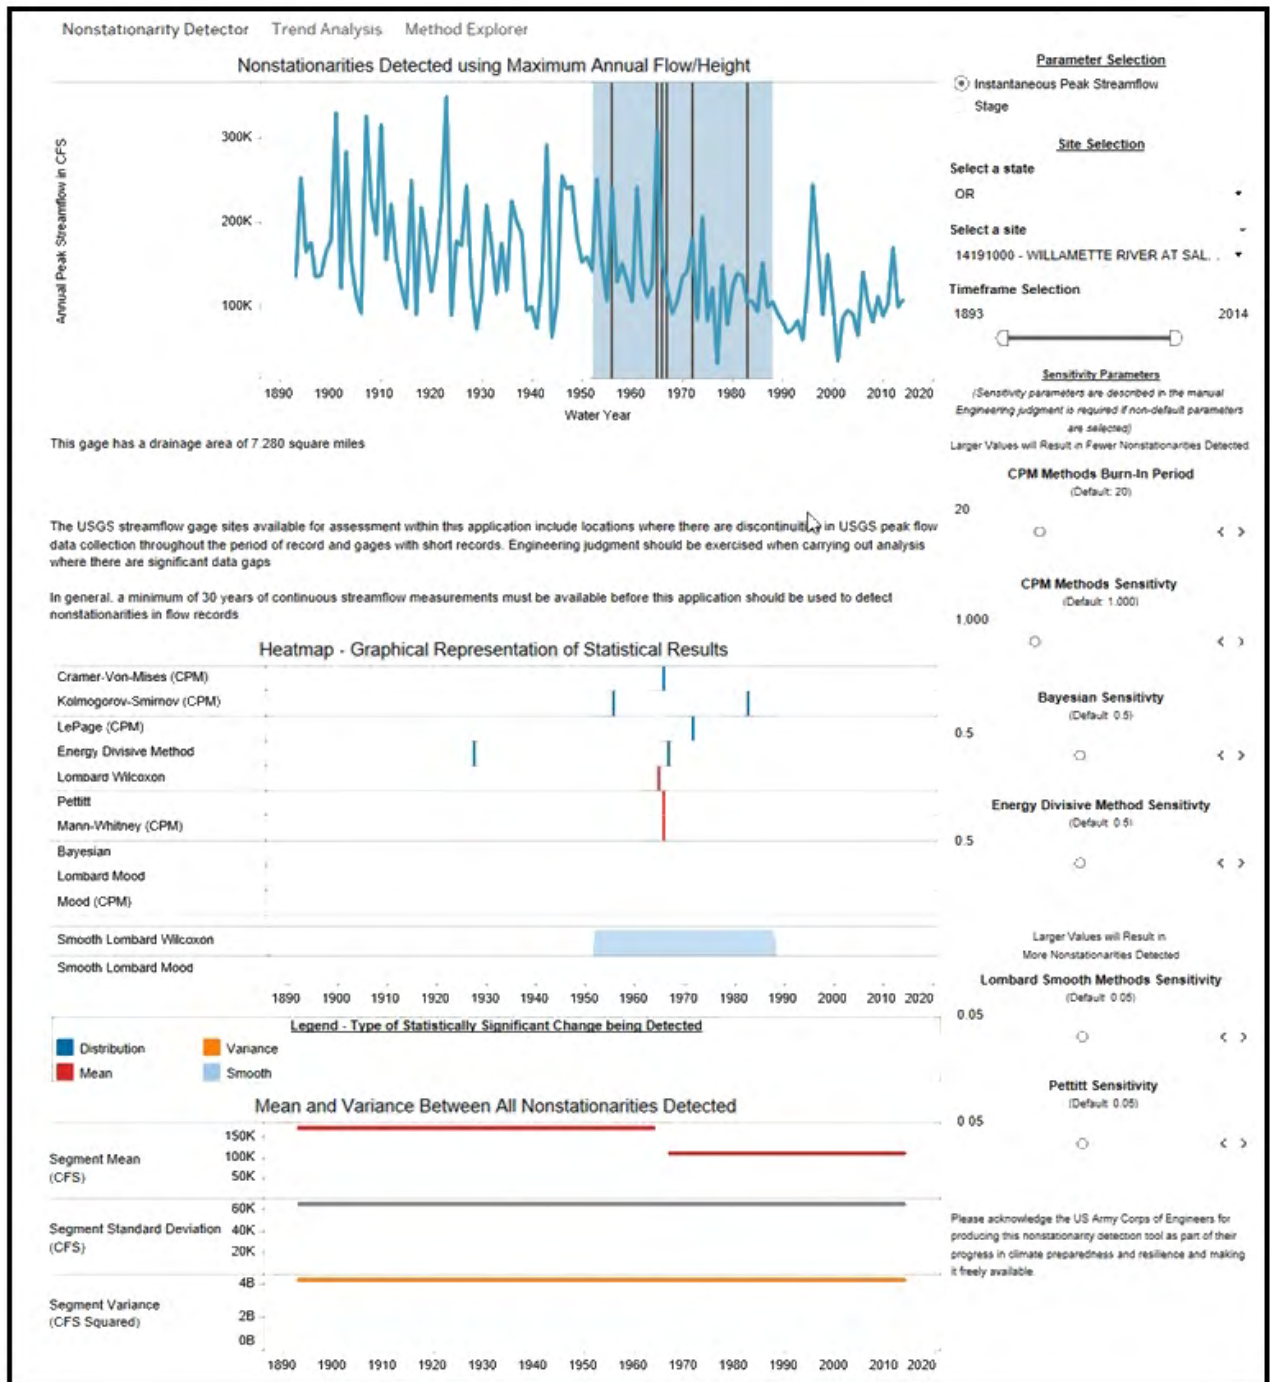 Nonstationarity Detector Trend Analysis Method Explorer
Nonstationarities Detected using Maximum Annual Flow/Height
Annual Peak Streamflow in CFS
300K
200K
100K
1890 1900 1910 1920 1930 1940 1950 1960 1970 1980 1990 2000 2010 2020
Water Year
This gage has a drainage area of 7.280 square miles
The USGS streamflow gage sites available for assessment within this application include locations where there are discontinuities in USGS peak flow
data collection throughout the period of record and gages with short records. Engineering judgment should be exercised when carrying out analysis
where there are significant data gaps
In general. a minimum of 30 years of continuous streamflow measurements must be available before this application should be used to detect
nonstationarities in flow records
Heatmap - Graphical Representation of Statistical Results
Cramer-Von-Mises (CPM)
Kolmogorov-Smirnov (CPM)
LePage (CPM)
Energy Divisive Method
Lombard Wilcoxon
Pettitt
Mann-Whitney (CPM)
Bayesian
Lombard Mood
Mood (CPM)
Smooth Lombard Wilcoxon
Smooth Lombard Mood
1890 1900 1910 1920 1930 1940 1950 1960 1970 1980 1990 2000 2010 2020
Legend - Type of Statistically Significant Change being Detected
Distribution Variance
Mean Smooth
Mean and Variance Between All Nonstationarities Detected
150K
100K
50K
Segment Mean
(CFS)
60K
40K
20K
Segment Standard Deviation
(CFS)
4B
2B
0B
Segment Variance
(CFS Squared)
1890 1900 1910 1920 1930 1940 1950 1960 1970 1980 1990 2000 2010 2020
Parameter Selection
Instantaneous Peak Streamflow
Stage
Site Selection
Select a state
OR
Select a site
14191000 - WILLAMETTE RIVER AT SAL. .
Timeframe Selection
1893 2014
Sensitivity Parameters
(Sensitivity parameters are described in the manual
Engineering judgment is required if non-default parameters
are selected)
Larger Values will Result in Fewer Nonstationarities Detected
CPM Methods Burn-In Period
(Default: 20)
20
CPM Methods Sensitivty
(Default: 1.000)
1,000
Bayesian Sensitivty
(Default: 0.5)
0.5
Energy Divisive Method Sensitivty
(Default: 0.5)
0.5
Larger Values will Result in
More Nonstationarities Detected
Lombard Smooth Methods Sensitivity
(Default: 0.05)
0.05
Pettitt Sensitivity
(Default: 0.05)
0 05
Please acknowledge the US Army Corps of Engineers for
producing this nonstationarity detection tool as part of their
progress in climate preparedness and resilience and making
it freely available.